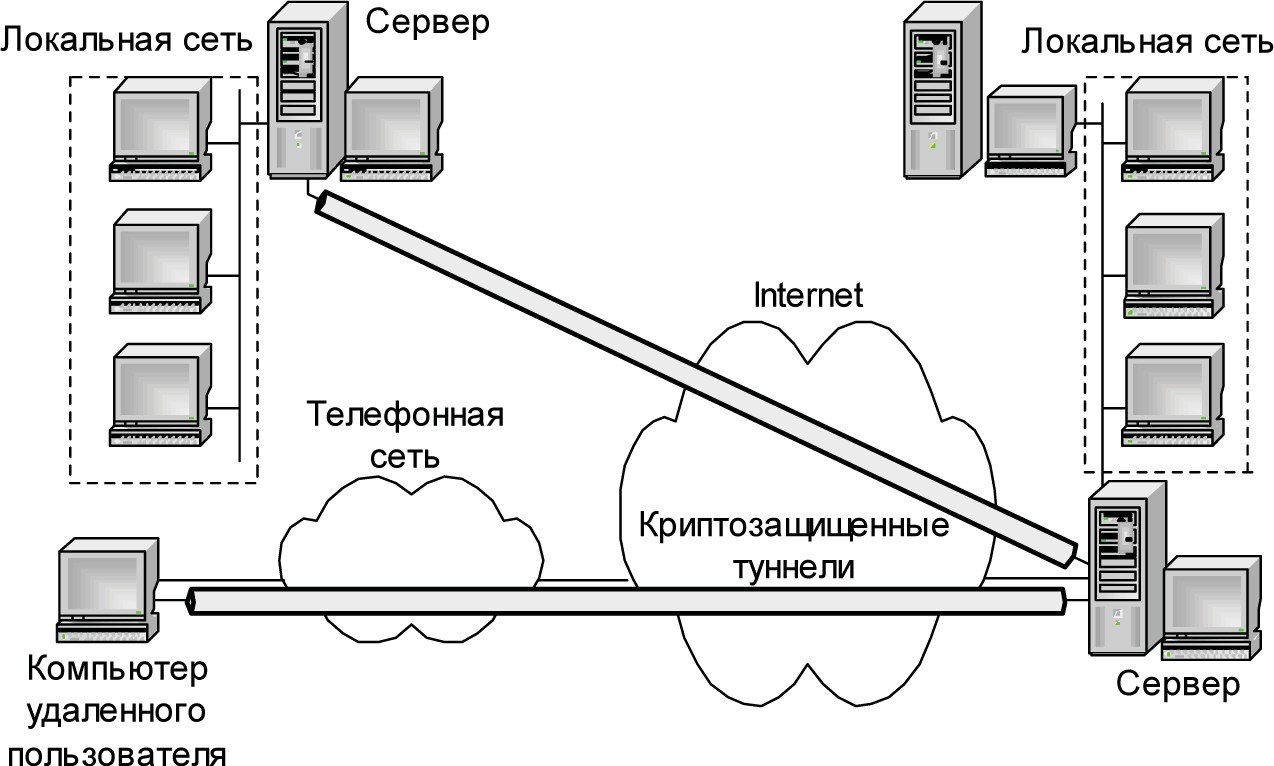 Локальная сеть
Сервер
Локальная сеть
Internet
Телефонная
сеть
Криптозащищенные
туннели
Компьютер
удаленного
пользователя
Сервер